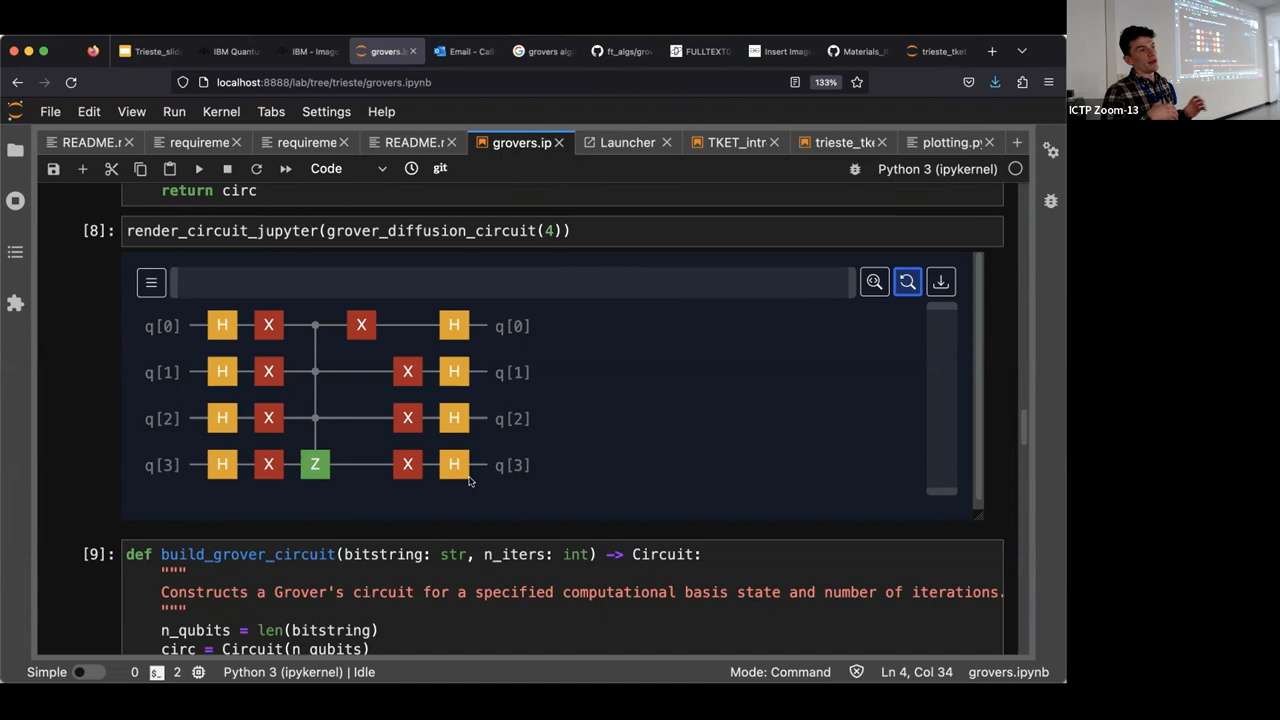 Trieste_slid
IBM Quantu
IBM - Image
grovers.i
Email – Cal
grovers alg
ft_algs/gro
FULLTEXT0
Insert Imag
Materials_I
trieste_tket
localhost:8888/lab/tree/trieste/grovers.ipynb
133%
ICTP Zoom-13
File Edit View Run Kernel Tabs Settings Help
README.r
requireme
requireme
README.r
grovers.ip
Launcher
TKET_intr
trieste_tke
plotting.py
Code
git
Python 3 (ipykernel)
return circ
[8]: render_circuit_jupyter(grover_diffusion_circuit(4))
q[0] H X X H q[0]
q[1] H X X H q[1]
q[2] H X X H q[2]
q[3] H X Z X H q[3]
[9]: def build_grover_circuit(bitstring: str, n_iters: int) -> Circuit:
"""
Constructs a Grover's circuit for a specified computational basis state and number of iterations.
"""
n_qubits = len(bitstring)
circ = Circuit(n_qubits)
Simple 0 2 Python 3 (ipykernel) | Idle Mode: Command Ln 4, Col 34 grovers.ipynb